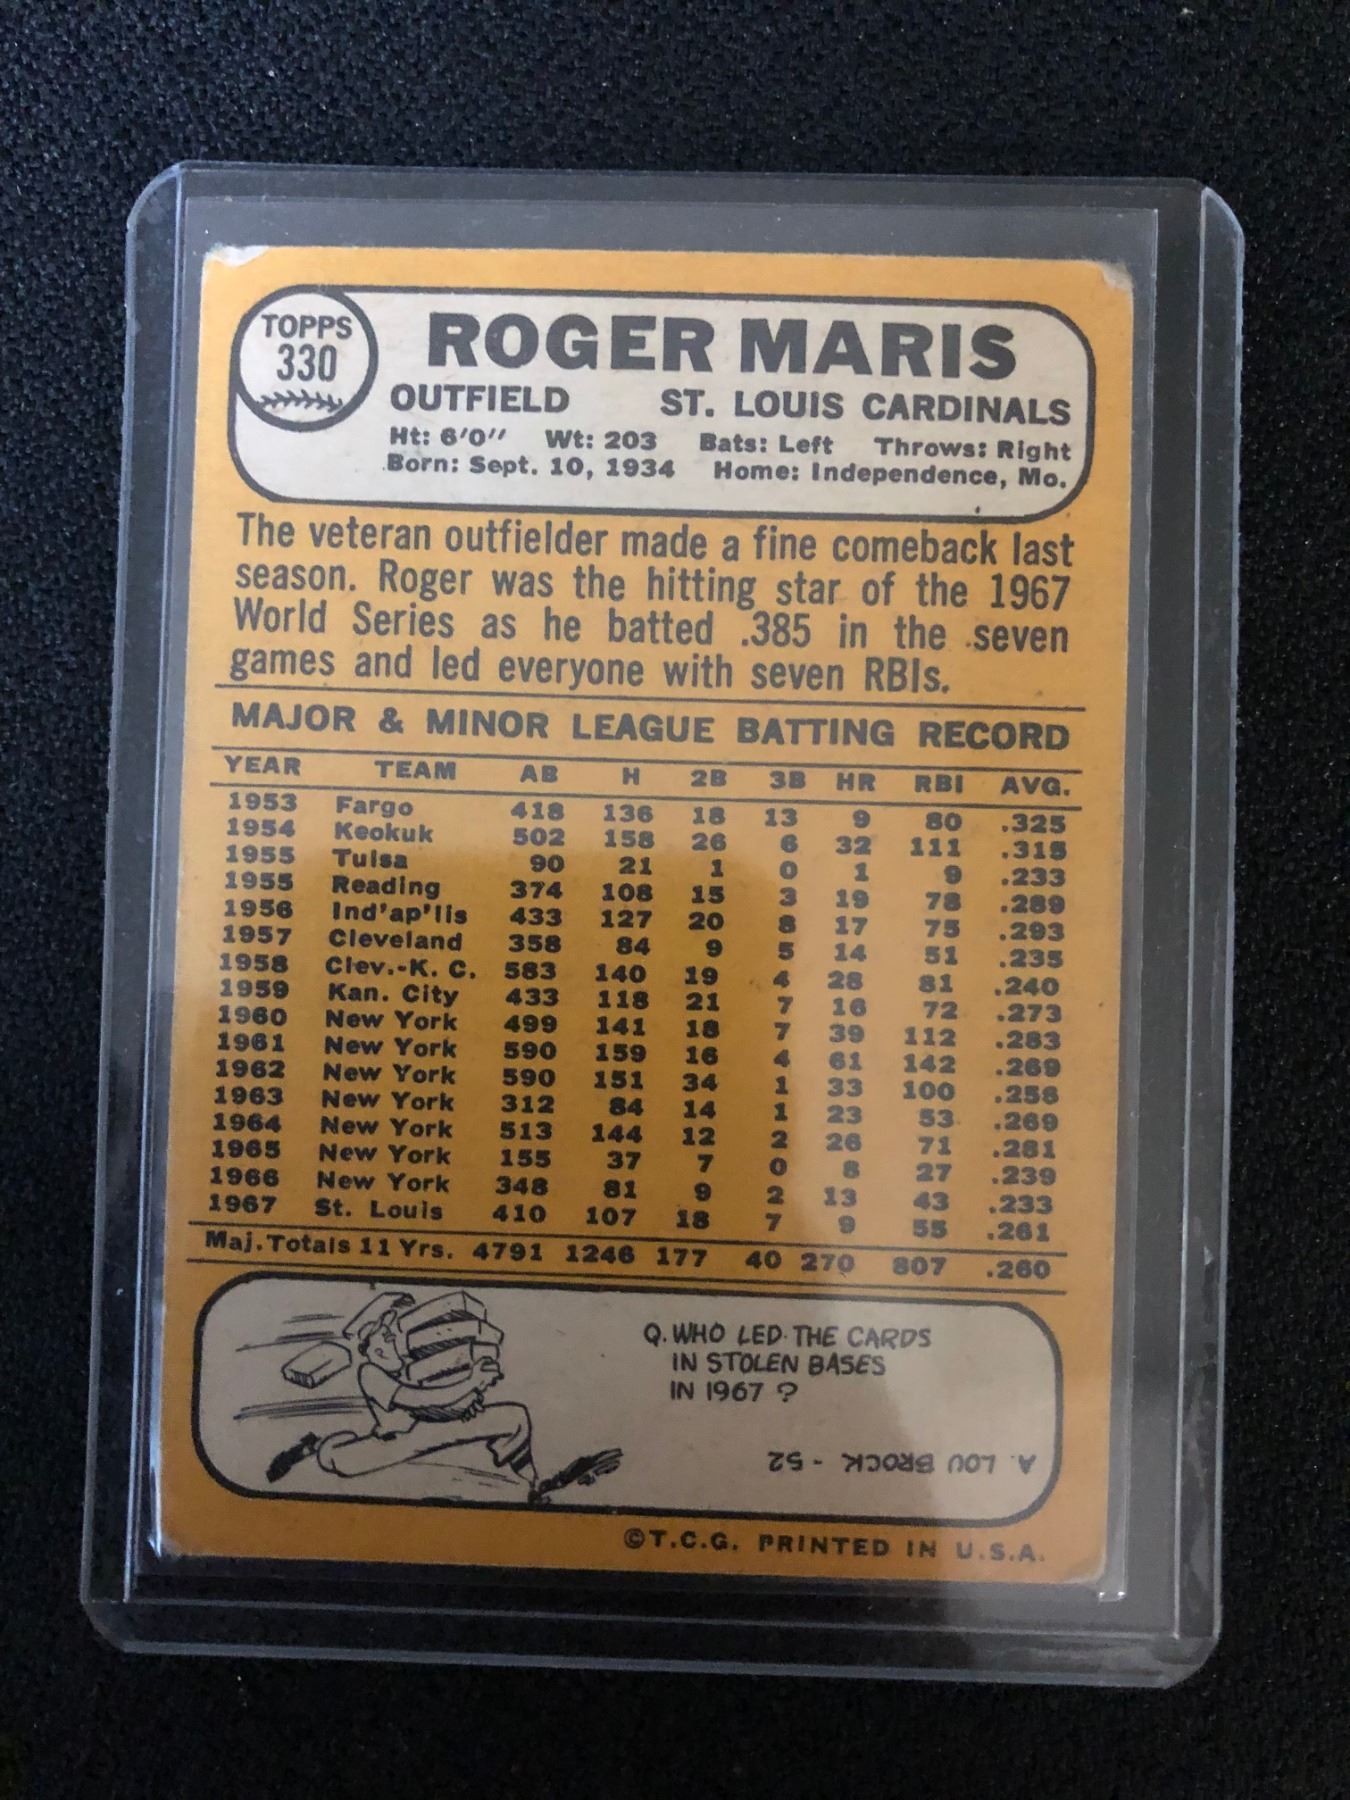 TOPPS
330
ROGER MARIS
OUTFIELD ST. LOUIS CARDINALS
Ht: 6'0" Wt: 203 Bats: Left Throws: Right
Born: Sept. 10, 1934 Home: Independence, Mo.
The veteran outfielder made a fine comeback last
season. Roger was the hitting star of the 1967
World Series as he batted .385 in the seven
games and led everyone with seven RBIs.
MAJOR & MINOR LEAGUE BATTING RECORD
YEAR TEAM AB H 2B 3B HR RBI AVG.
1953 Fargo 418 136 18 13 9 80 .325
1954 Keokuk 502 158 26 6 32 111 .315
1955 Tulsa 90 21 1 0 1 9 .233
1955 Reading 374 108 15 3 19 78 .289
1956 Ind'ap'lis 433 127 20 8 17 75 .293
1957 Cleveland 358 84 9 5 14 51 .235
1958 Clev.-K. C. 583 140 19 4 28 81 .240
1959 Kan. City 433 118 21 7 16 72 .273
1960 New York 499 141 18 7 39 112 .283
1961 New York 590 159 16 4 61 142 .269
1962 New York 590 151 34 1 33 100 .256
1963 New York 312 84 14 1 23 53 .269
1964 New York 513 144 12 2 26 71 .281
1965 New York 155 37 7 0 8 27 .239
1966 New York 348 81 9 2 13 43 .233
1967 St. Louis 410 107 18 7 9 55 .261
Maj. Totals 11 Yrs. 4791 1246 177 40 270 807 .260
Q. WHO LED THE CARDS
IN STOLEN BASES
IN 1967 ?
A. LOU BROCK - 52
©T.C.G. PRINTED IN U.S.A.